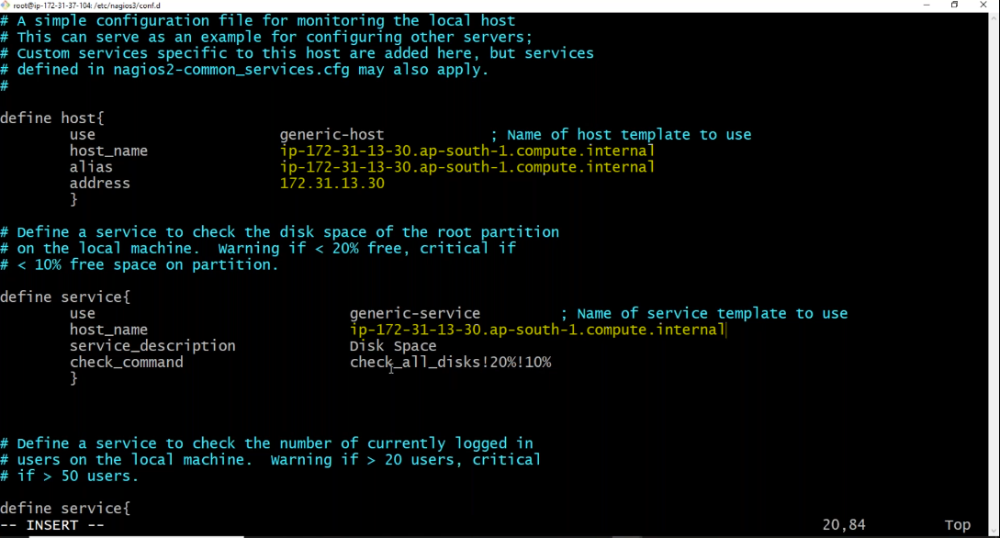 root@ip-172-31-37-104: /etc/nagios3/conf.d
# A simple configuration file for monitoring the local host
# This can serve as an example for configuring other servers;
# Custom services specific to this host are added here, but services
# defined in nagios2-common_services.cfg may also apply.
#
define host{
use generic-host ; Name of host template to use
host_name ip-172-31-13-30.ap-south-1.compute.internal
alias ip-172-31-13-30.ap-south-1.compute.internal
address 172.31.13.30
}
# Define a service to check the disk space of the root partition
# on the local machine. Warning if < 20% free, critical if
# < 10% free space on partition.
define service{
use generic-service ; Name of service template to use
host_name ip-172-31-13-30.ap-south-1.compute.internal
service_description Disk Space
check_command check_all_disks!20%!10%
}
# Define a service to check the number of currently logged in
# users on the local machine. Warning if > 20 users, critical
# if > 50 users.
define service{
-- INSERT -- 20,84 Top